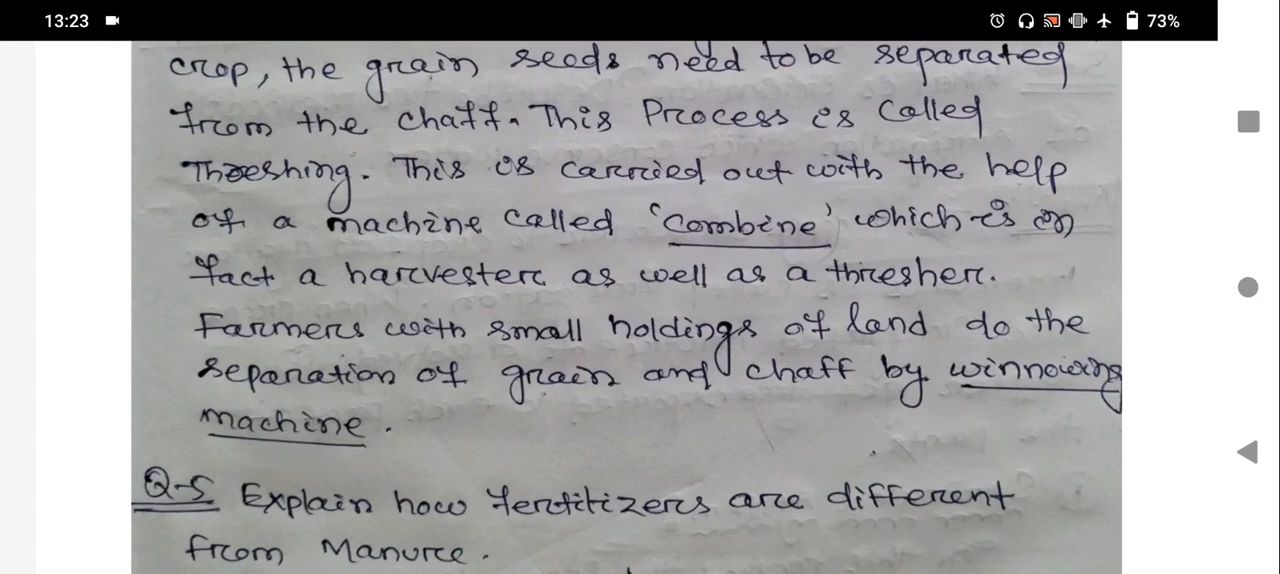 13:23
73%
crop, the grain seeds need to be separated
from the chaff. This Process is Called
Threshing. This is carried out with the help
of a machine called 'combine' which is in
fact a harvester as well as a thresher.
Farmers with small holdings of land do the
separation of grain and chaff by winnowing
machine.
Q-5 Explain how fertilizers are different
from Manure.